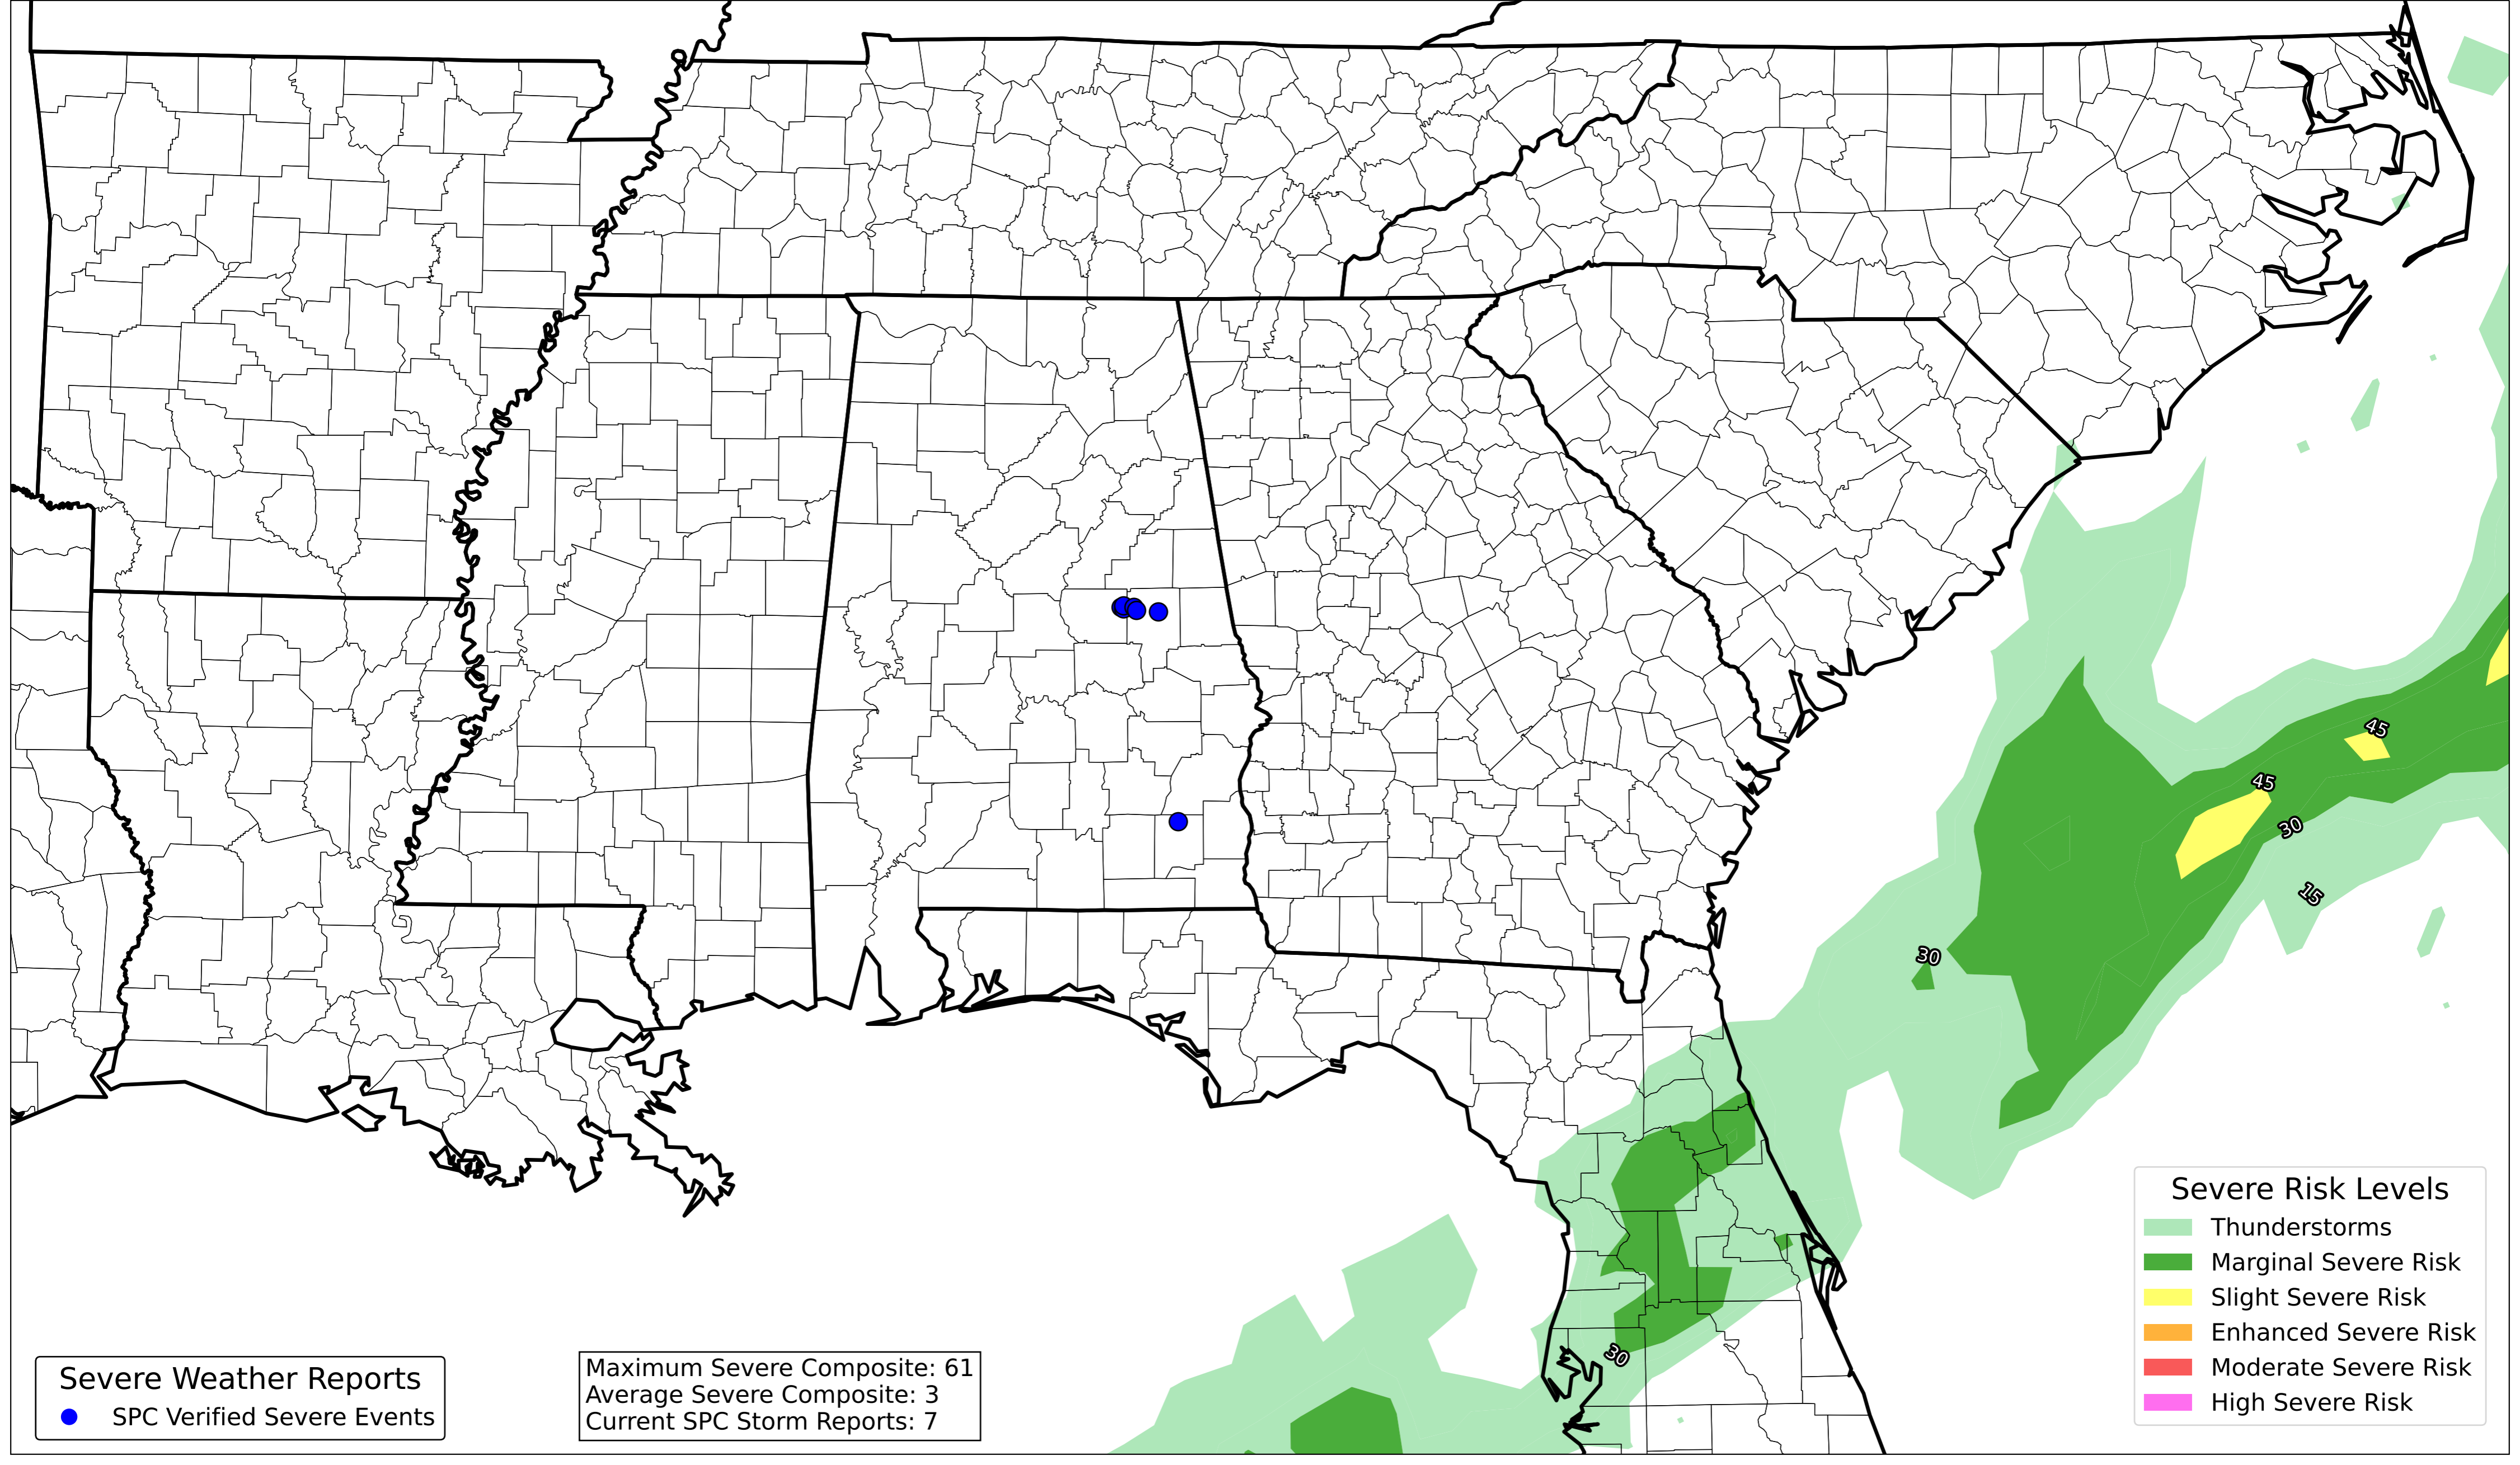 45
45
30
15
30
30
Severe Risk Levels
Thunderstorms
Marginal Severe Risk
Slight Severe Risk
Enhanced Severe Risk
Moderate Severe Risk
High Severe Risk
Severe Weather Reports
SPC Verified Severe Events
Maximum Severe Composite: 61
Average Severe Composite: 3
Current SPC Storm Reports: 7